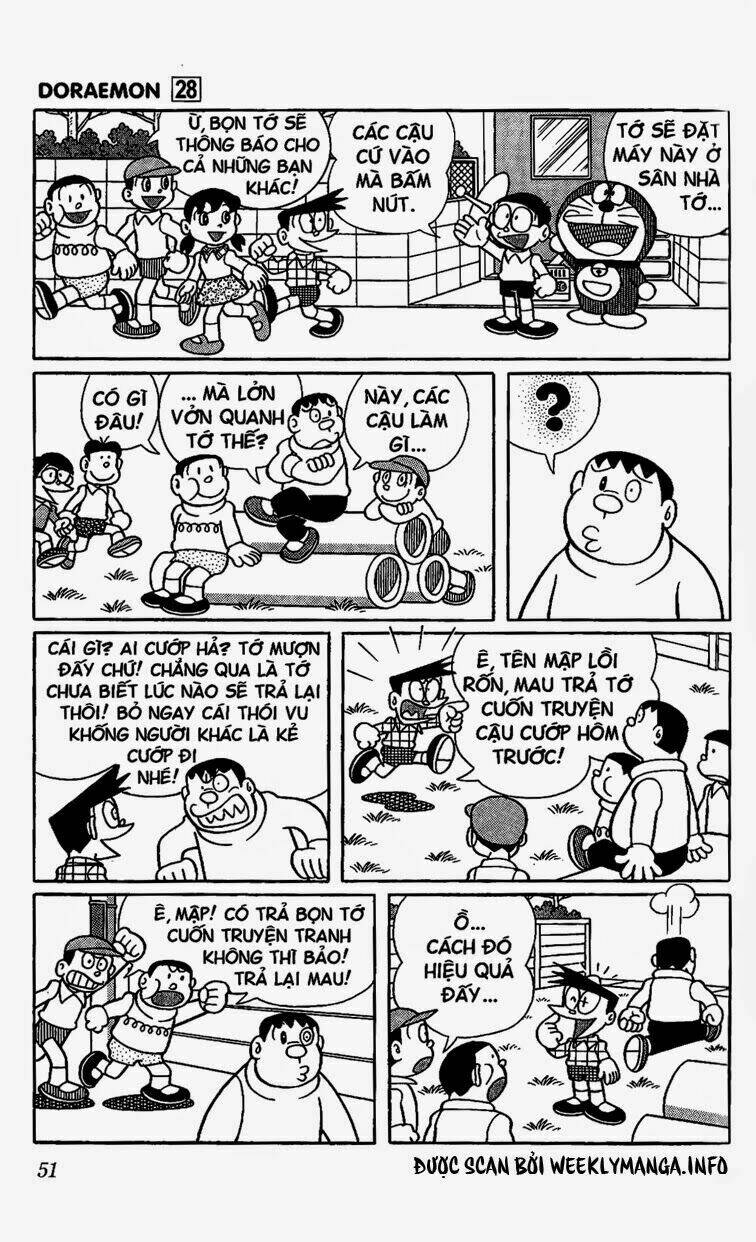 DORAEMON 28
TỚ SẼ ĐẶT
MÁY NÀY Ở
SÂN NHÀ
TỚ...
CÁC CẬU
CỨ VÀO
MÀ BẤM
NÚT.
Ừ, BỌN TỚ SẼ
THÔNG BÁO CHO
CẢ NHỮNG BẠN
KHÁC!
?
NÀY, CÁC
CẬU LÀM
GÌ...
... MÀ LỞN
VỞN QUANH
TỚ THẾ?
CÓ GÌ
ĐÂU!
Ê, TÊN MẬP LỒI
RỐN, MAU TRẢ TỚ
CUỐN TRUYỆN
CẬU CƯỚP HÔM
TRƯỚC!
CÁI GÌ? AI CƯỚP HẢ? TỚ MƯỢN
ĐẤY CHỨ! CHẲNG QUA LÀ TỚ
CHƯA BIẾT LÚC NÀO SẼ TRẢ LẠI
THÔI! BỎ NGAY CÁI THÓI VU
KHỐNG NGƯỜI KHÁC LÀ KẺ
CƯỚP ĐI
NHÉ!
Ồ...
CÁCH ĐÓ
HIỆU QUẢ
ĐẤY...
Ê, MẬP! CÓ TRẢ BỌN TỚ
CUỐN TRUYỆN TRANH
KHÔNG THÌ BẢO!
TRẢ LẠI MAU!
51
ĐƯỢC SCAN BỞI WEEKLYMANGA.INFO